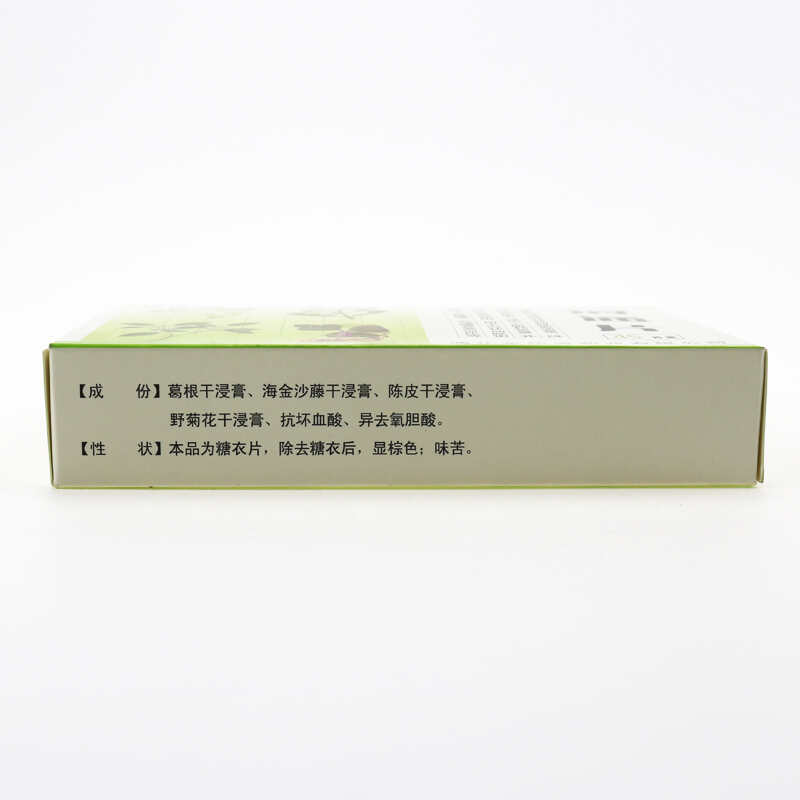 【成　　份】葛根干浸膏、海金沙藤干浸膏、陈皮干浸膏、
野菊花干浸膏、抗坏血酸、异去氧胆酸。
【性　　状】本品为糖衣片，除去糖衣后，显棕色；味苦。